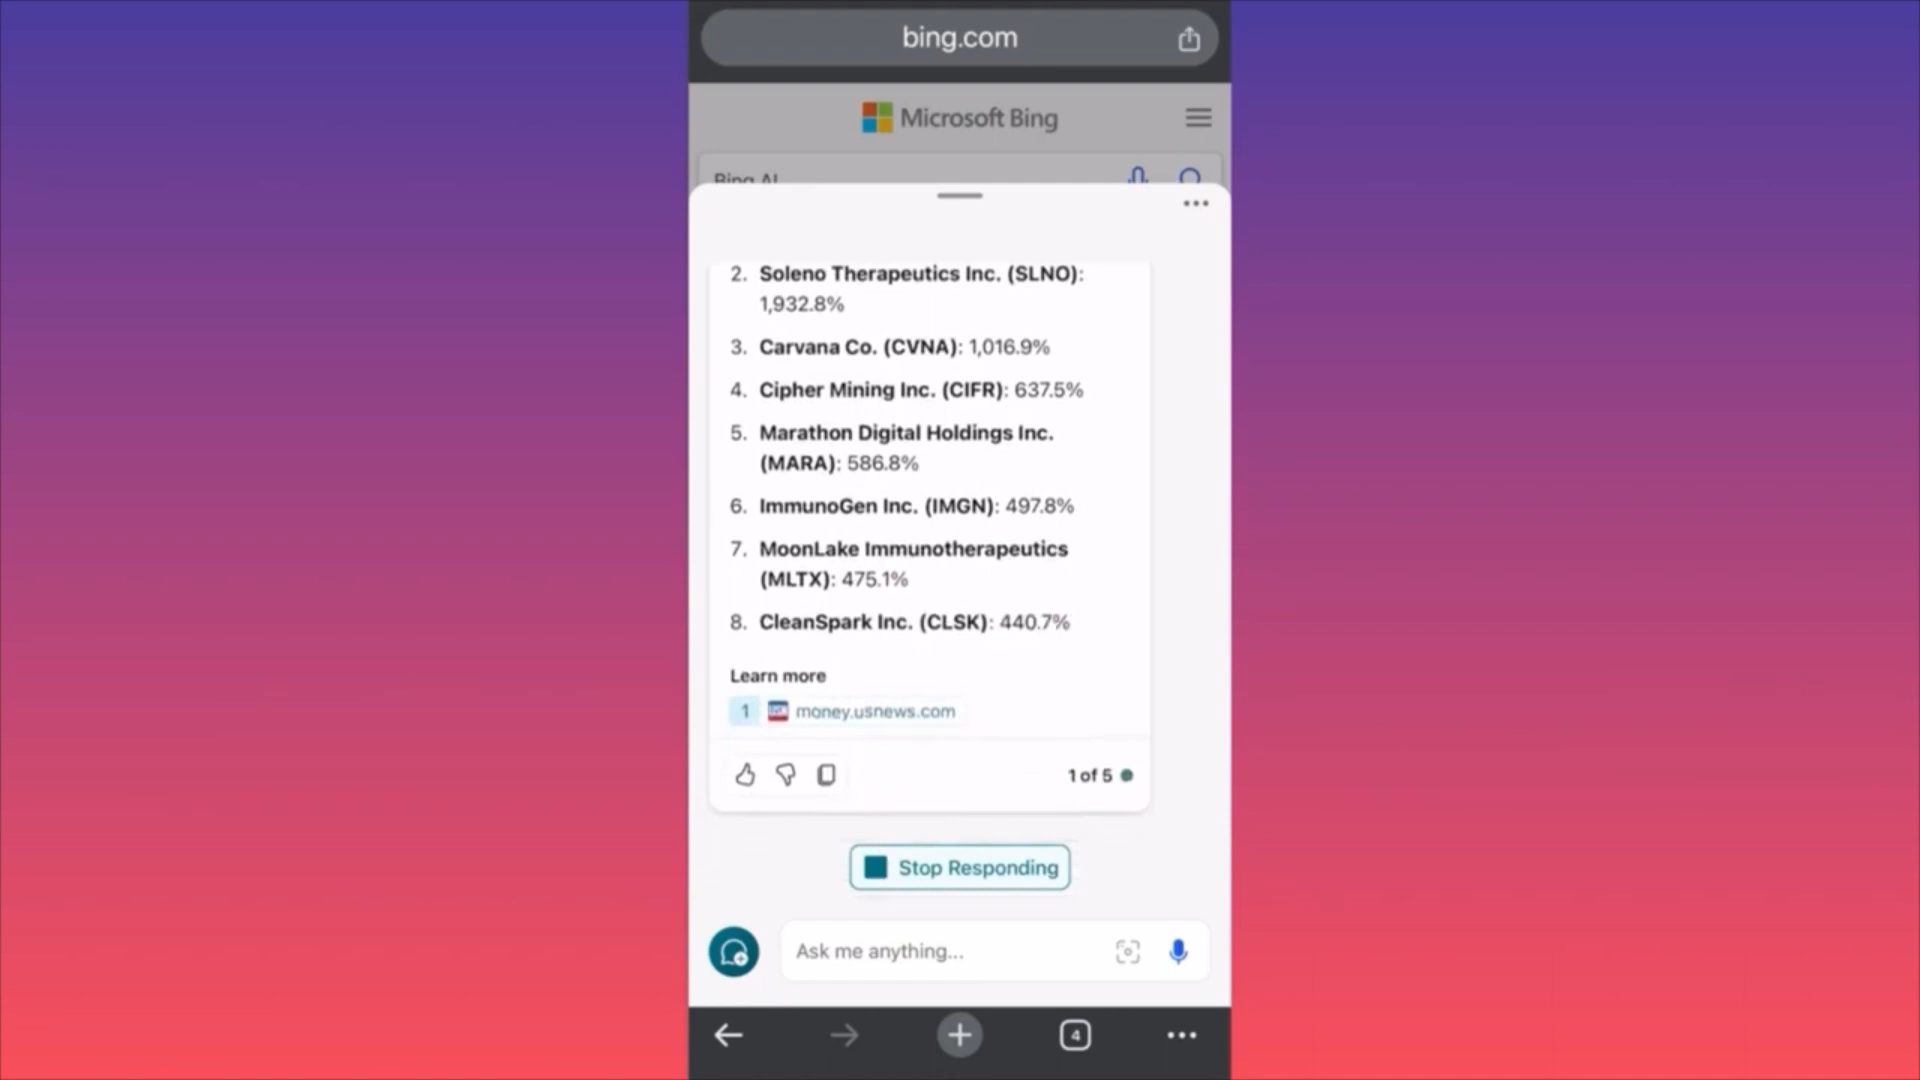 bing.com
Microsoft Bing
Bing AI
2. Soleno Therapeutics Inc. (SLNO):
1,932.8%
3. Carvana Co. (CVNA): 1,016.9%
4. Cipher Mining Inc. (CIFR): 637.5%
5. Marathon Digital Holdings Inc.
(MARA): 586.8%
6. ImmunoGen Inc. (IMGN): 497.8%
7. MoonLake Immunotherapeutics
(MLTX): 475.1%
8. CleanSpark Inc. (CLSK): 440.7%
Learn more
1 money.usnews.com
1 of 5
Stop Responding
Ask me anything...
4